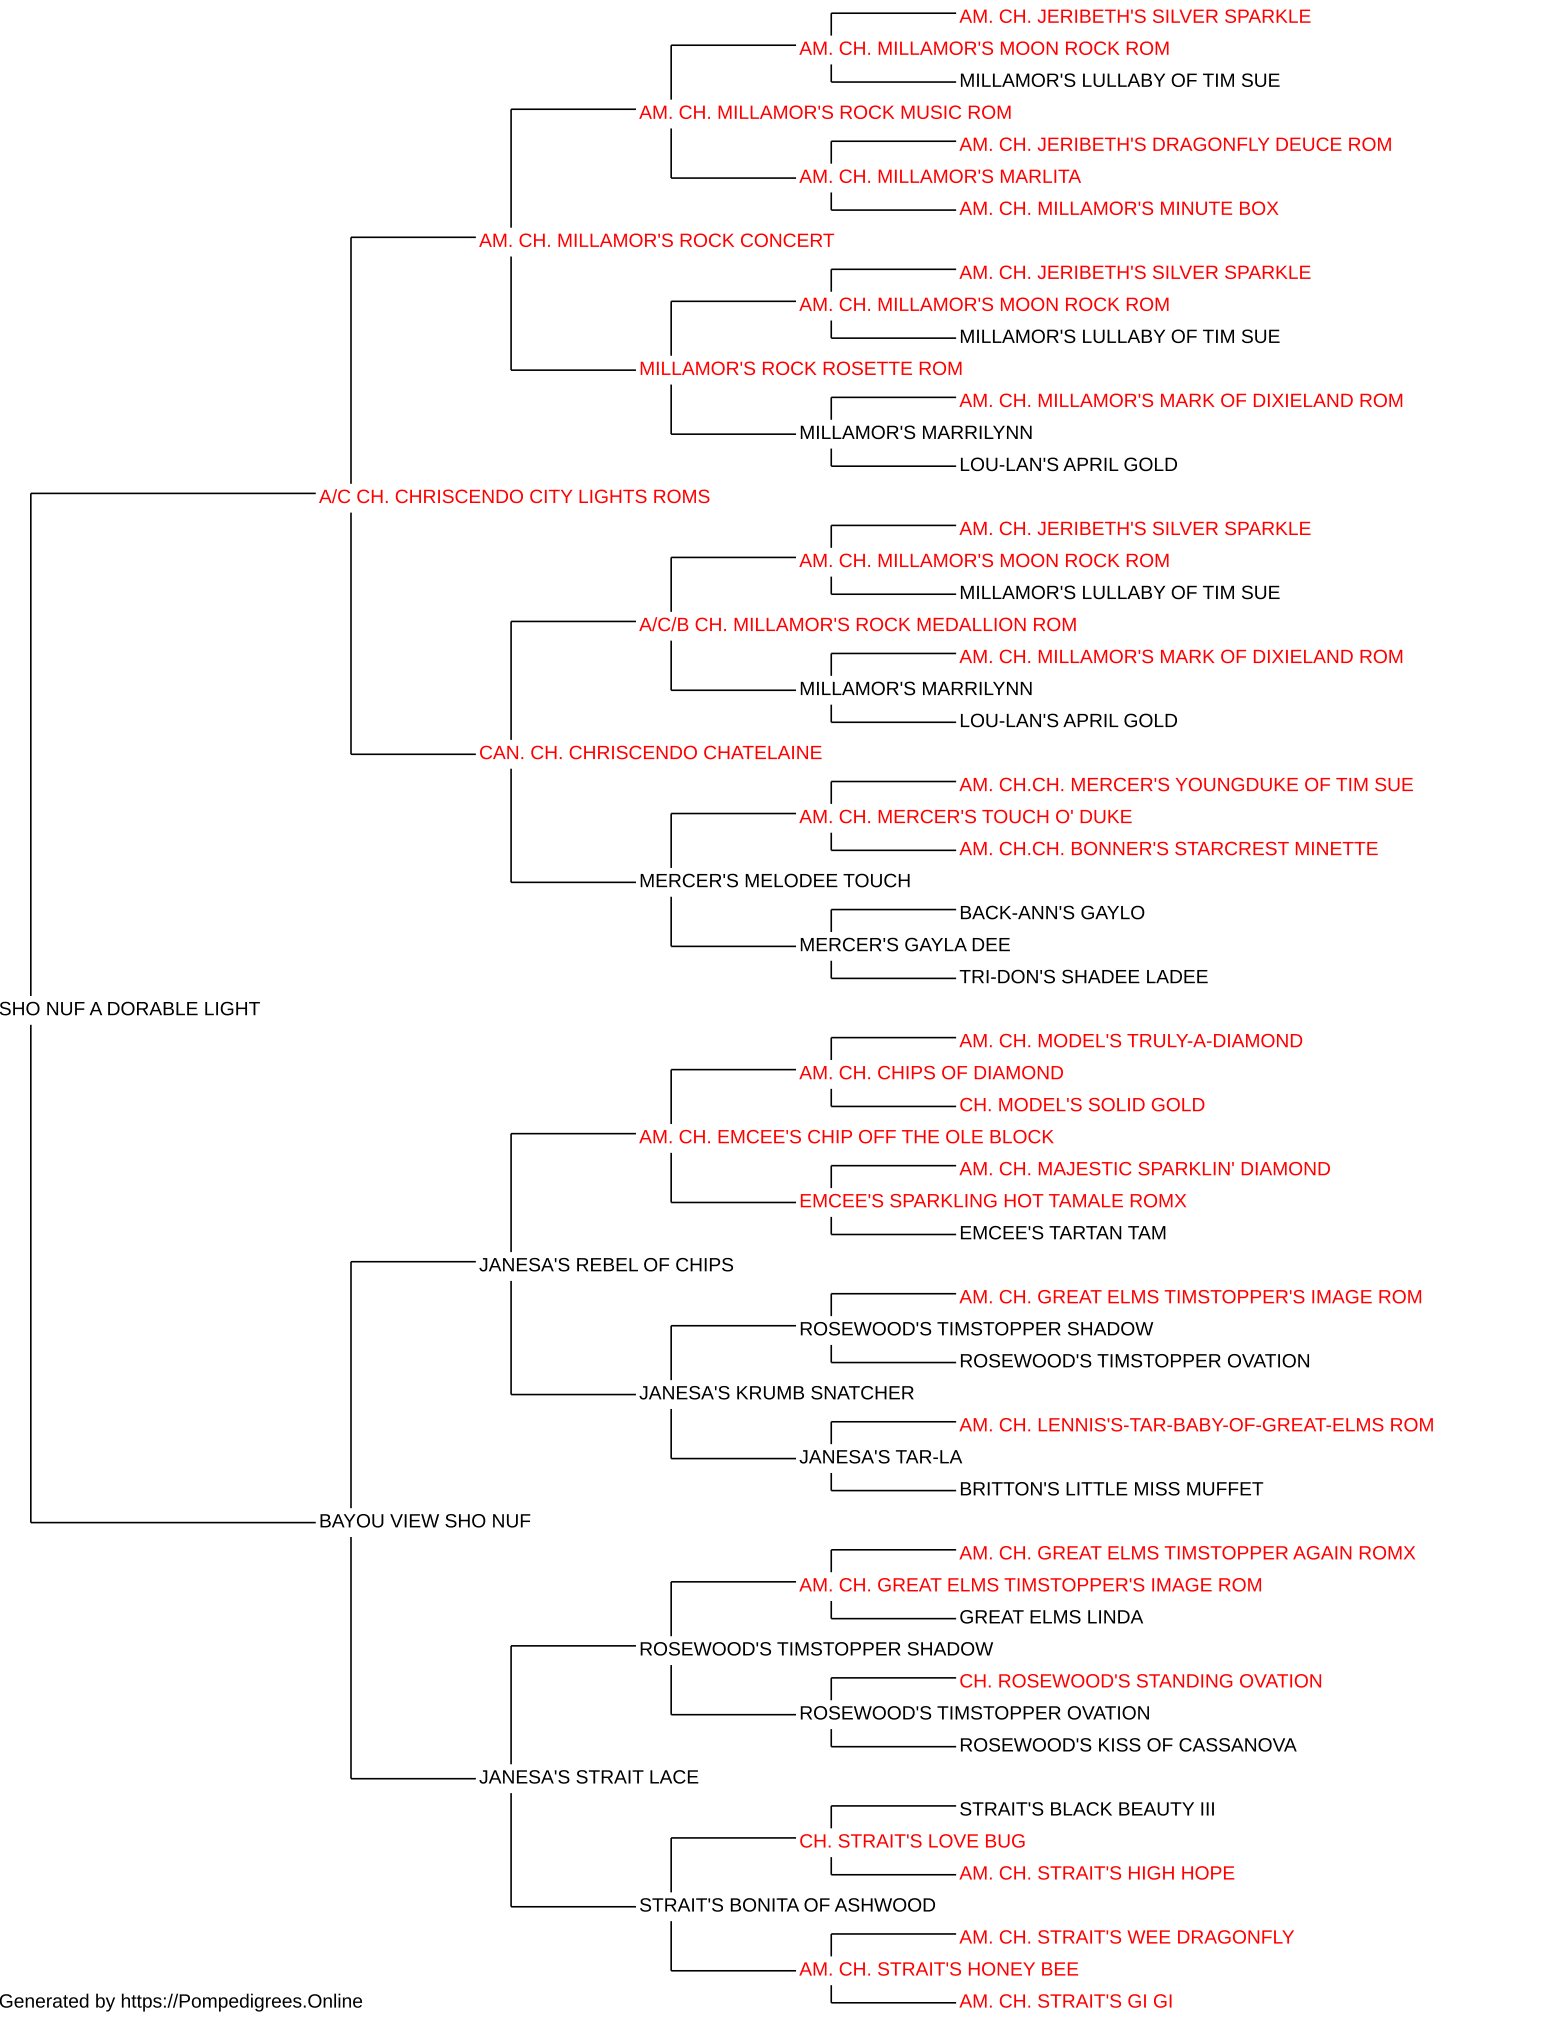 AM. CH. JERIBETH'S SILVER SPARKLE
AM. CH. MILLAMOR'S MOON ROCK ROM
MILLAMOR'S LULLABY OF TIM SUE
AM. CH. MILLAMOR'S ROCK MUSIC ROM
AM. CH. JERIBETH'S DRAGONFLY DEUCE ROM
AM. CH. MILLAMOR'S MARLITA
AM. CH. MILLAMOR'S MINUTE BOX
AM. CH. MILLAMOR'S ROCK CONCERT
AM. CH. JERIBETH'S SILVER SPARKLE
AM. CH. MILLAMOR'S MOON ROCK ROM
MILLAMOR'S LULLABY OF TIM SUE
MILLAMOR'S ROCK ROSETTE ROM
AM. CH. MILLAMOR'S MARK OF DIXIELAND ROM
MILLAMOR'S MARRILYNN
LOU-LAN'S APRIL GOLD
A/C CH. CHRISCENDO CITY LIGHTS ROMS
AM. CH. JERIBETH'S SILVER SPARKLE
AM. CH. MILLAMOR'S MOON ROCK ROM
MILLAMOR'S LULLABY OF TIM SUE
A/C/B CH. MILLAMOR'S ROCK MEDALLION ROM
AM. CH. MILLAMOR'S MARK OF DIXIELAND ROM
MILLAMOR'S MARRILYNN
LOU-LAN'S APRIL GOLD
CAN. CH. CHRISCENDO CHATELAINE
AM. CH.CH. MERCER'S YOUNGDUKE OF TIM SUE
AM. CH. MERCER'S TOUCH O' DUKE
AM. CH.CH. BONNER'S STARCREST MINETTE
MERCER'S MELODEE TOUCH
BACK-ANN'S GAYLO
MERCER'S GAYLA DEE
TRI-DON'S SHADEE LADEE
SHO NUF A DORABLE LIGHT
AM. CH. MODEL'S TRULY-A-DIAMOND
AM. CH. CHIPS OF DIAMOND
CH. MODEL'S SOLID GOLD
AM. CH. EMCEE'S CHIP OFF THE OLE BLOCK
AM. CH. MAJESTIC SPARKLIN' DIAMOND
EMCEE'S SPARKLING HOT TAMALE ROMX
EMCEE'S TARTAN TAM
JANESA'S REBEL OF CHIPS
AM. CH. GREAT ELMS TIMSTOPPER'S IMAGE ROM
ROSEWOOD'S TIMSTOPPER SHADOW
ROSEWOOD'S TIMSTOPPER OVATION
JANESA'S KRUMB SNATCHER
AM. CH. LENNIS'S-TAR-BABY-OF-GREAT-ELMS ROM
JANESA'S TAR-LA
BRITTON'S LITTLE MISS MUFFET
BAYOU VIEW SHO NUF
AM. CH. GREAT ELMS TIMSTOPPER AGAIN ROMX
AM. CH. GREAT ELMS TIMSTOPPER'S IMAGE ROM
GREAT ELMS LINDA
ROSEWOOD'S TIMSTOPPER SHADOW
CH. ROSEWOOD'S STANDING OVATION
ROSEWOOD'S TIMSTOPPER OVATION
ROSEWOOD'S KISS OF CASSANOVA
JANESA'S STRAIT LACE
STRAIT'S BLACK BEAUTY III
CH. STRAIT'S LOVE BUG
AM. CH. STRAIT'S HIGH HOPE
STRAIT'S BONITA OF ASHWOOD
AM. CH. STRAIT'S WEE DRAGONFLY
AM. CH. STRAIT'S HONEY BEE
AM. CH. STRAIT'S GI GI
Generated by https://Pompedigrees.Online